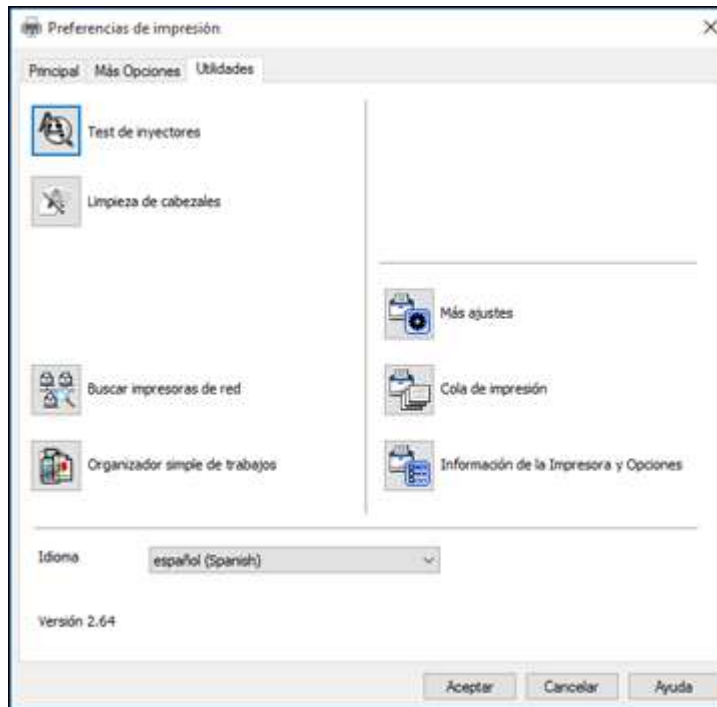 Preferencias de impresión
Principal Más Opciones Utilidades
Test de inyectores
Limpieza de cabezales
Más ajustes
Buscar impresoras de red
Cola de impresión
Organizador simple de trabajos
Información de la Impresora y Opciones
Idioma español (Spanish)
Versión 2.64
Aceptar Cancelar Ayuda